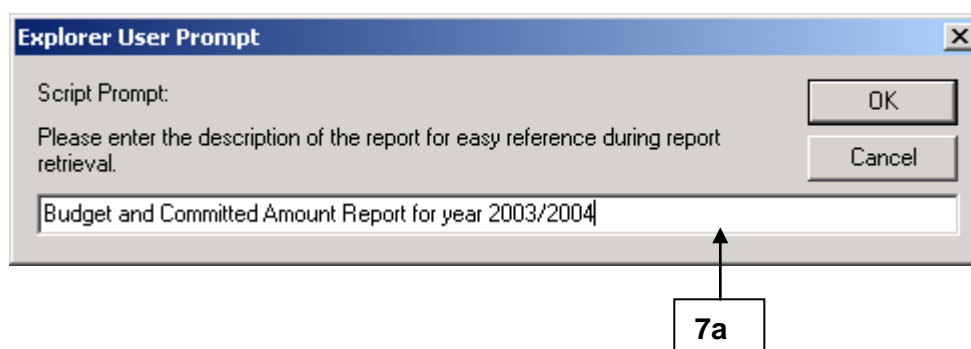 Explorer User Prompt
Script Prompt:
OK
Please enter the description of the report for easy reference during report
retrieval.
Cancel
Budget and Committed Amount Report for year 2003/2004
7a